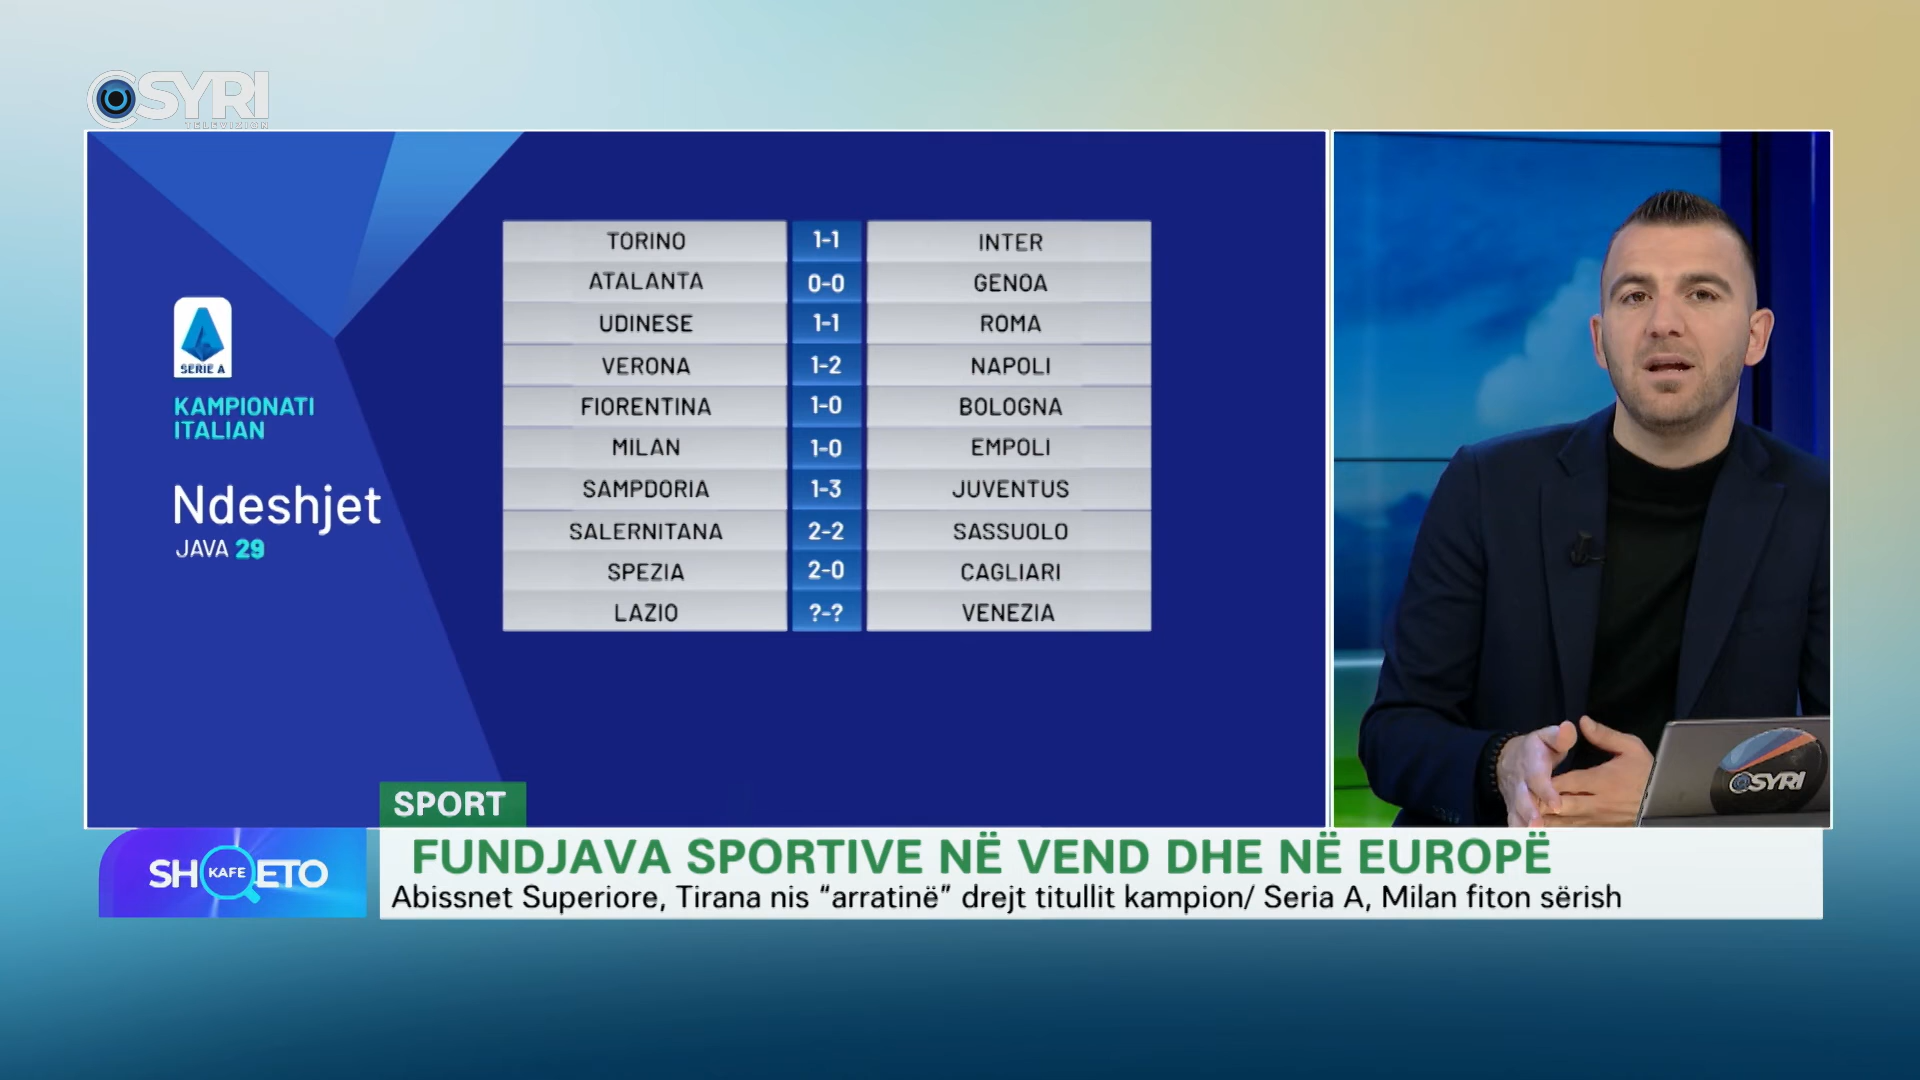 SYRI
TELEVIZION
TORINO 1-1 INTER
ATALANTA 0-0 GENOA
UDINESE 1-1 ROMA
VERONA 1-2 NAPOLI
FIORENTINA 1-0 BOLOGNA
MILAN 1-0 EMPOLI
SAMPDORIA 1-3 JUVENTUS
SALERNITANA 2-2 SASSUOLO
SPEZIA 2-0 CAGLIARI
LAZIO ?-? VENEZIA
SERIE A
KAMPIONATI
ITALIAN
Ndeshjet
JAVA 29
SYRI
SPORT
SHQETO
KAFE
FUNDJAVA SPORTIVE NË VEND DHE NË EUROPË
Abissnet Superiore, Tirana nis “arratinë” drejt titullit kampion/ Seria A, Milan fiton sërish